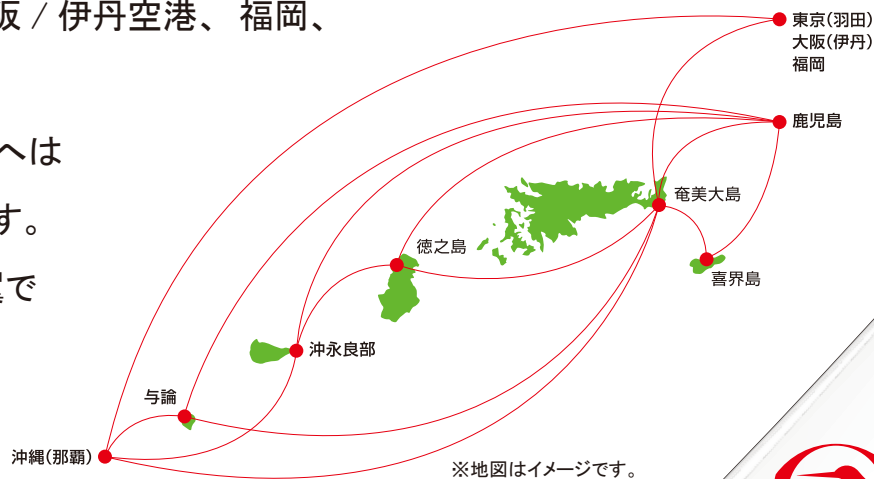 阪 / 伊丹空港、 福岡、
へは
す。
で
東京(羽田)
大阪(伊丹)
福岡
鹿児島
奄美大島
徳之島
喜界島
沖永良部
与論
沖縄(那覇)
※地図はイメージです。